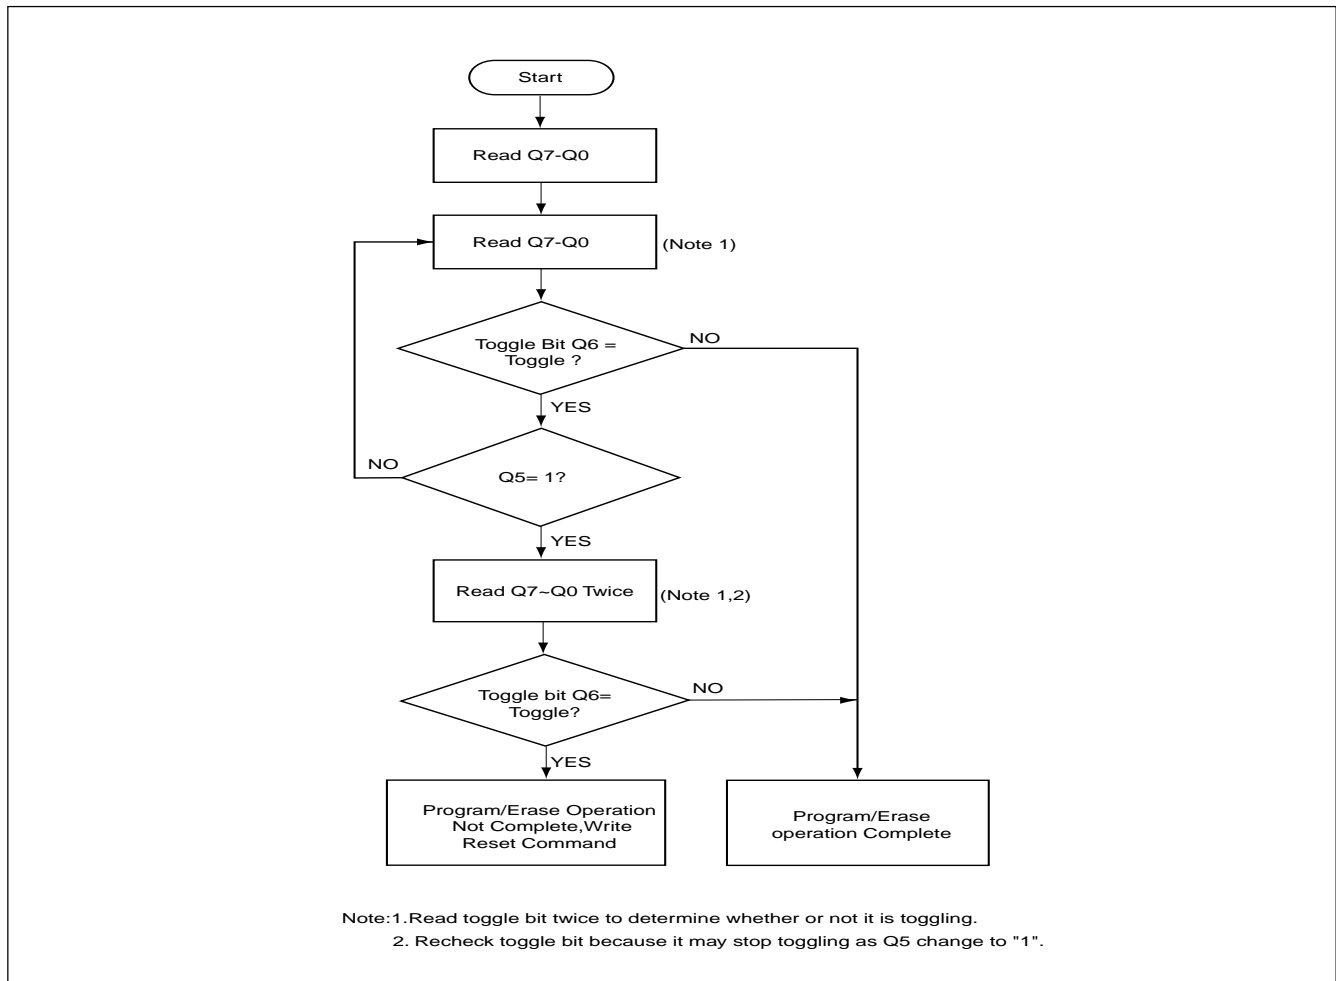 Start
Read Q7-Q0
Read Q7-Q0
(Note 1)
Toggle Bit Q6 =
Toggle ?
NO
YES
Q5= 1?
NO
YES
Read Q7~Q0 Twice
(Note 1,2)
Toggle bit Q6=
Toggle?
NO
YES
Program/Erase Operation
Not Complete,Write
Reset Command
Program/Erase
operation Complete
Note:1.Read toggle bit twice to determine whether or not it is toggling.
2. Recheck toggle bit because it may stop toggling as Q5 change to "1".